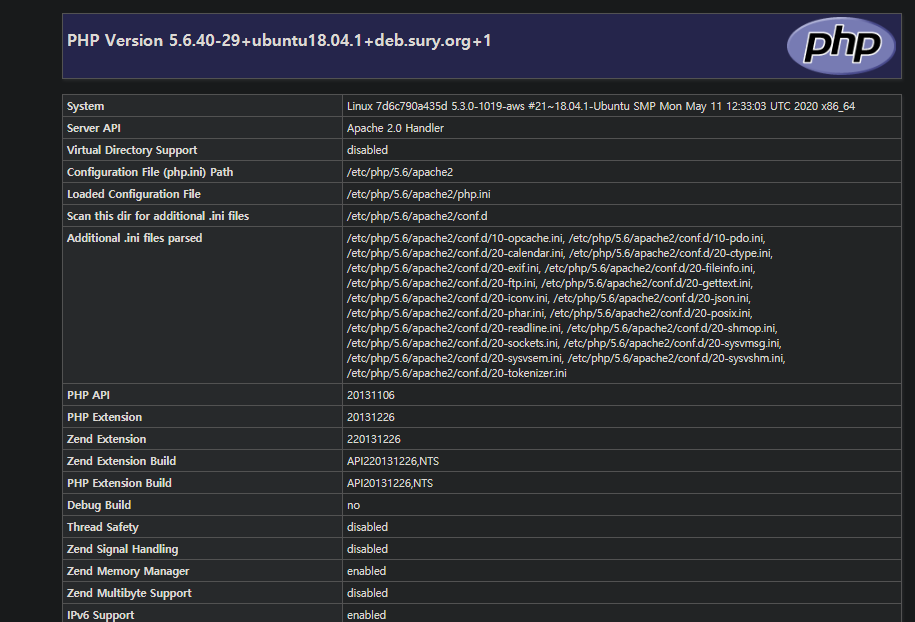 PHP Version 5.6.40-29+ubuntu18.04.1+deb.sury.org+1
php
System Linux 7d6c790a435d 5.3.0-1019-aws #21~18.04.1-Ubuntu SMP Mon May 11 12:33:03 UTC 2020 x86_64
Server API Apache 2.0 Handler
Virtual Directory Support disabled
Configuration File (php.ini) Path /etc/php/5.6/apache2
Loaded Configuration File /etc/php/5.6/apache2/php.ini
Scan this dir for additional .ini files /etc/php/5.6/apache2/conf.d
Additional .ini files parsed /etc/php/5.6/apache2/conf.d/10-opcache.ini, /etc/php/5.6/apache2/conf.d/10-pdo.ini,
/etc/php/5.6/apache2/conf.d/20-calendar.ini, /etc/php/5.6/apache2/conf.d/20-ctype.ini,
/etc/php/5.6/apache2/conf.d/20-exif.ini, /etc/php/5.6/apache2/conf.d/20-fileinfo.ini,
/etc/php/5.6/apache2/conf.d/20-ftp.ini, /etc/php/5.6/apache2/conf.d/20-gettext.ini,
/etc/php/5.6/apache2/conf.d/20-iconv.ini, /etc/php/5.6/apache2/conf.d/20-json.ini,
/etc/php/5.6/apache2/conf.d/20-phar.ini, /etc/php/5.6/apache2/conf.d/20-posix.ini,
/etc/php/5.6/apache2/conf.d/20-readline.ini, /etc/php/5.6/apache2/conf.d/20-shmop.ini,
/etc/php/5.6/apache2/conf.d/20-sockets.ini, /etc/php/5.6/apache2/conf.d/20-sysvmsg.ini,
/etc/php/5.6/apache2/conf.d/20-sysvsem.ini, /etc/php/5.6/apache2/conf.d/20-sysvshm.ini,
/etc/php/5.6/apache2/conf.d/20-tokenizer.ini
PHP API 20131106
PHP Extension 20131226
Zend Extension 220131226
Zend Extension Build API220131226,NTS
PHP Extension Build API20131226,NTS
Debug Build no
Thread Safety disabled
Zend Signal Handling disabled
Zend Memory Manager enabled
Zend Multibyte Support disabled
IPv6 Support enabled